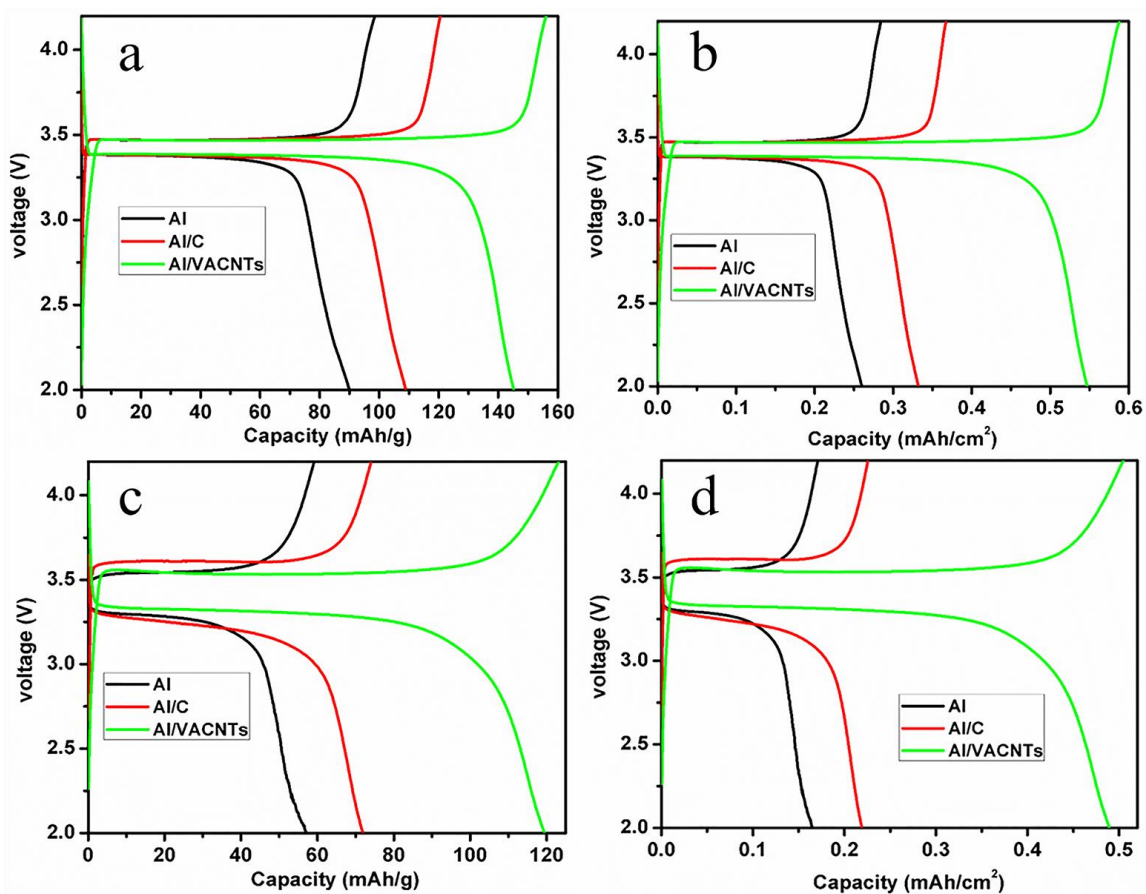 a
4.0
3.5
3.0
2.5
2.0
voltage (V)
Al
Al/C
Al/VACNTs
0 20 40 60 80 100 120 140 160
Capacity (mAh/g)
b
4.0
3.5
3.0
2.5
2.0
voltage (V)
Al
Al/C
Al/VACNTs
0.0 0.1 0.2 0.3 0.4 0.5 0.6
Capacity (mAh/cm²)
c
4.0
3.5
3.0
2.5
2.0
voltage (V)
Al
Al/C
Al/VACNTs
0 20 40 60 80 100 120
Capacity (mAh/g)
d
4.0
3.5
3.0
2.5
2.0
voltage (V)
Al
Al/C
Al/VACNTs
0.0 0.1 0.2 0.3 0.4 0.5
Capacity (mAh/cm²)